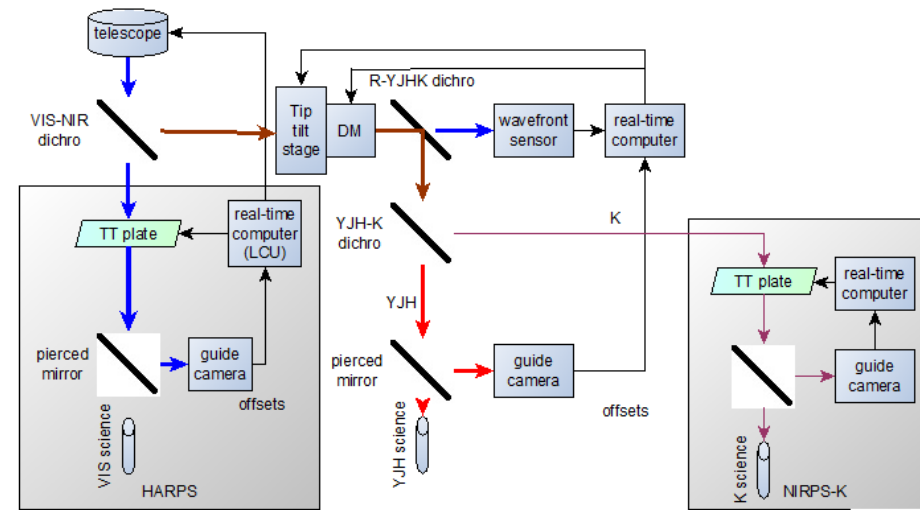 telescope
R-YJHK dichro
VIS-NIR
dichro
Tip
tilt
stage
DM
wavefront
sensor
real-time
computer
TT plate
real-time
computer
(LCU)
YJH-K
dichro
K
TT plate
real-time
computer
YJH
pierced
mirror
guide
camera
pierced
mirror
guide
camera
guide
camera
offsets
offsets
VIS science
YJH science
K science
HARPS
NIRPS-K